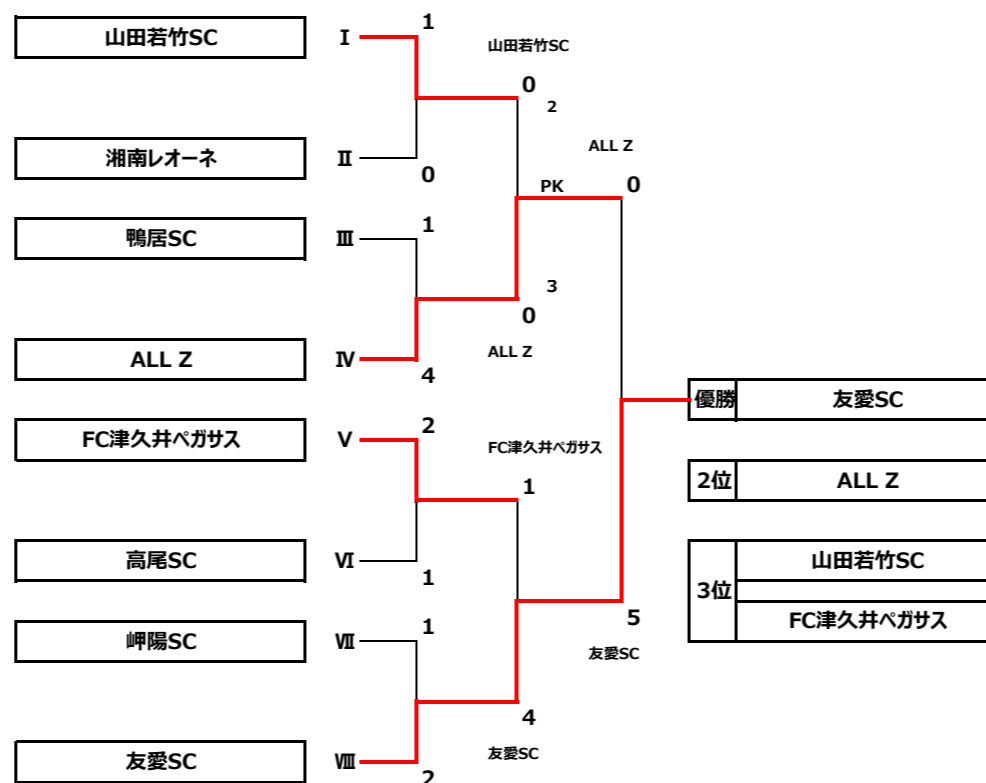 山田若竹SC
Ⅰ
1
山田若竹SC
0
2
湘南レオーネ
Ⅱ
0
ALL Z
PK
0
鴨居SC
Ⅲ
1
3
0
ALL Z
ALL Z
Ⅳ
4
優勝
友愛SC
FC津久井ペガサス
Ⅴ
2
FC津久井ペガサス
1
2位
ALL Z
高尾SC
Ⅵ
1
3位
山田若竹SC
FC津久井ペガサス
岬陽SC
Ⅶ
1
5
友愛SC
4
友愛SC
友愛SC
Ⅷ
2